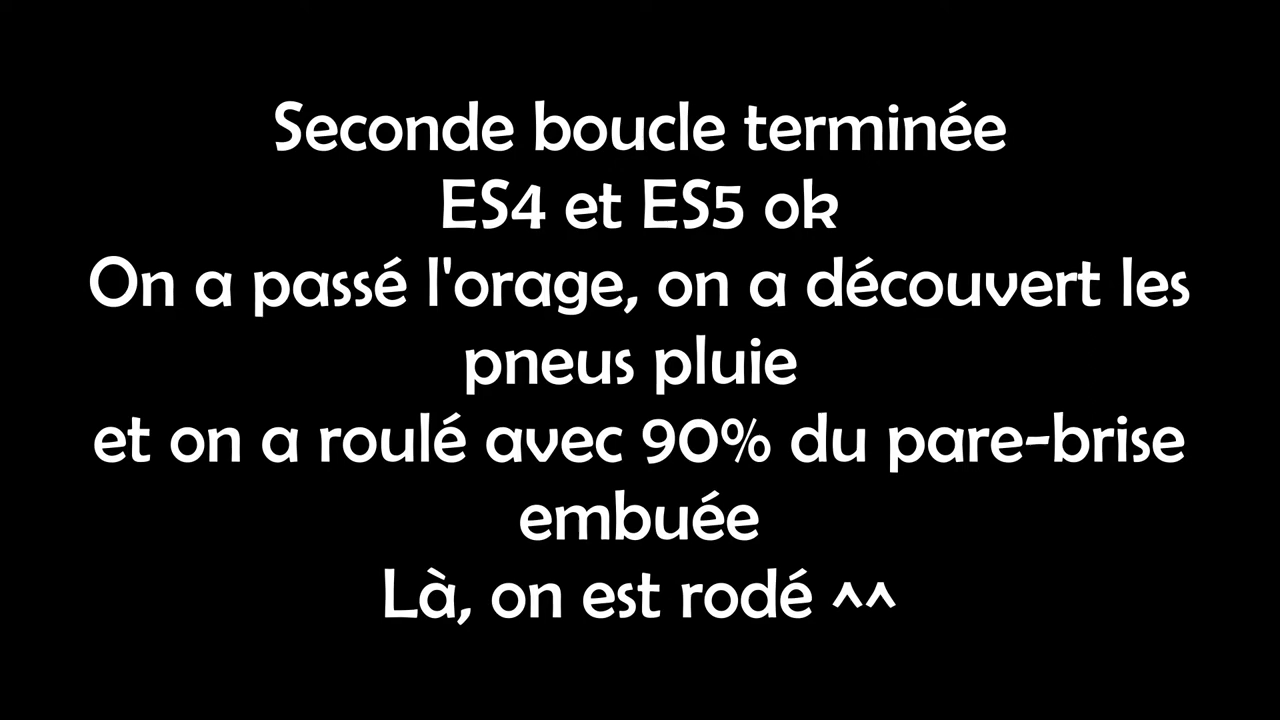 Seconde boucle terminée
ES4 et ES5 ok
On a passé l'orage, on a découvert les
pneus pluie
et on a roulé avec 90% du pare-brise
embuée
Là, on est rodé ^^